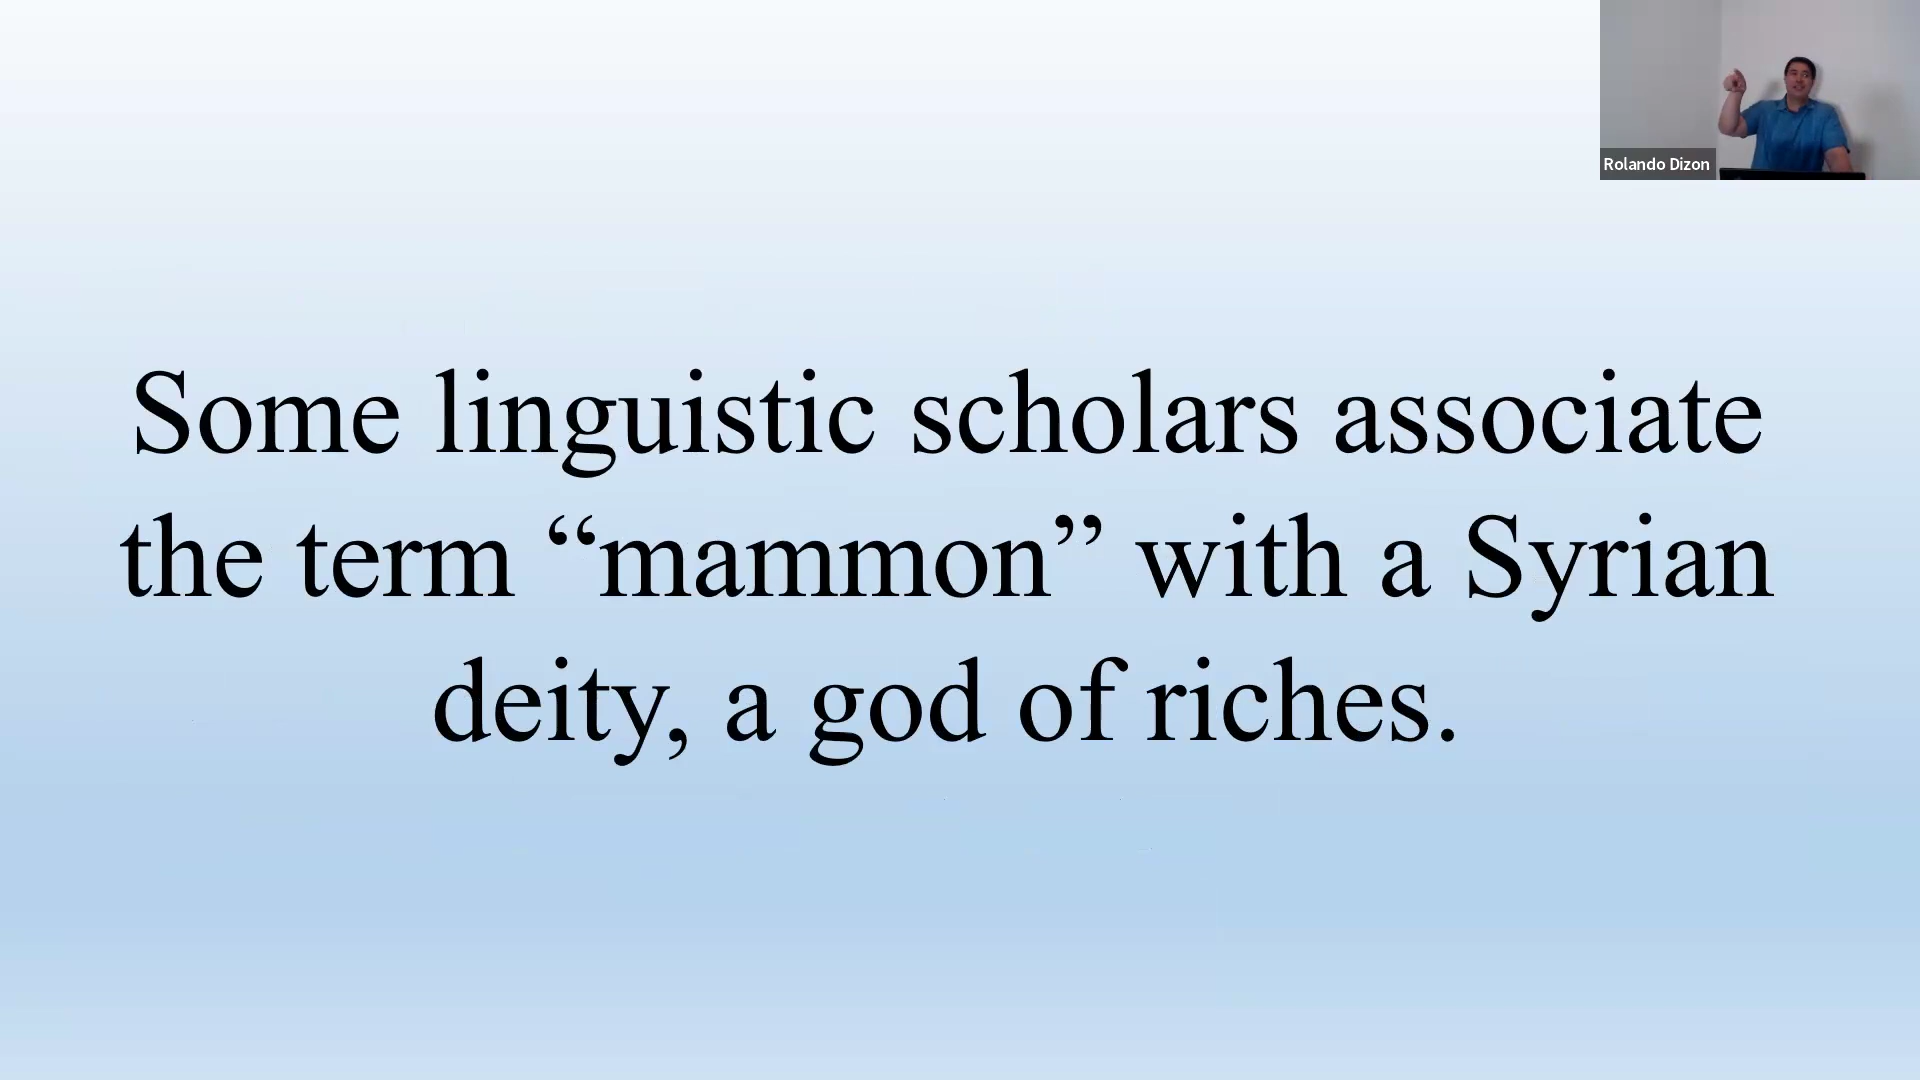 Rolando Dizon
Some linguistic scholars associate
the term “mammon” with a Syrian
deity, a god of riches.